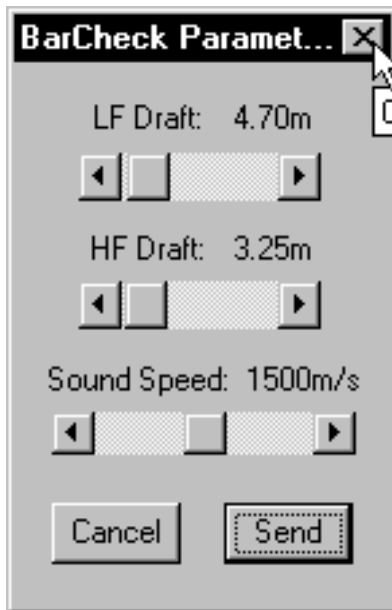 BarCheck Paramet...
LF Draft: 4.70m
HF Draft: 3.25m
Sound Speed: 1500m/s
Cancel Send